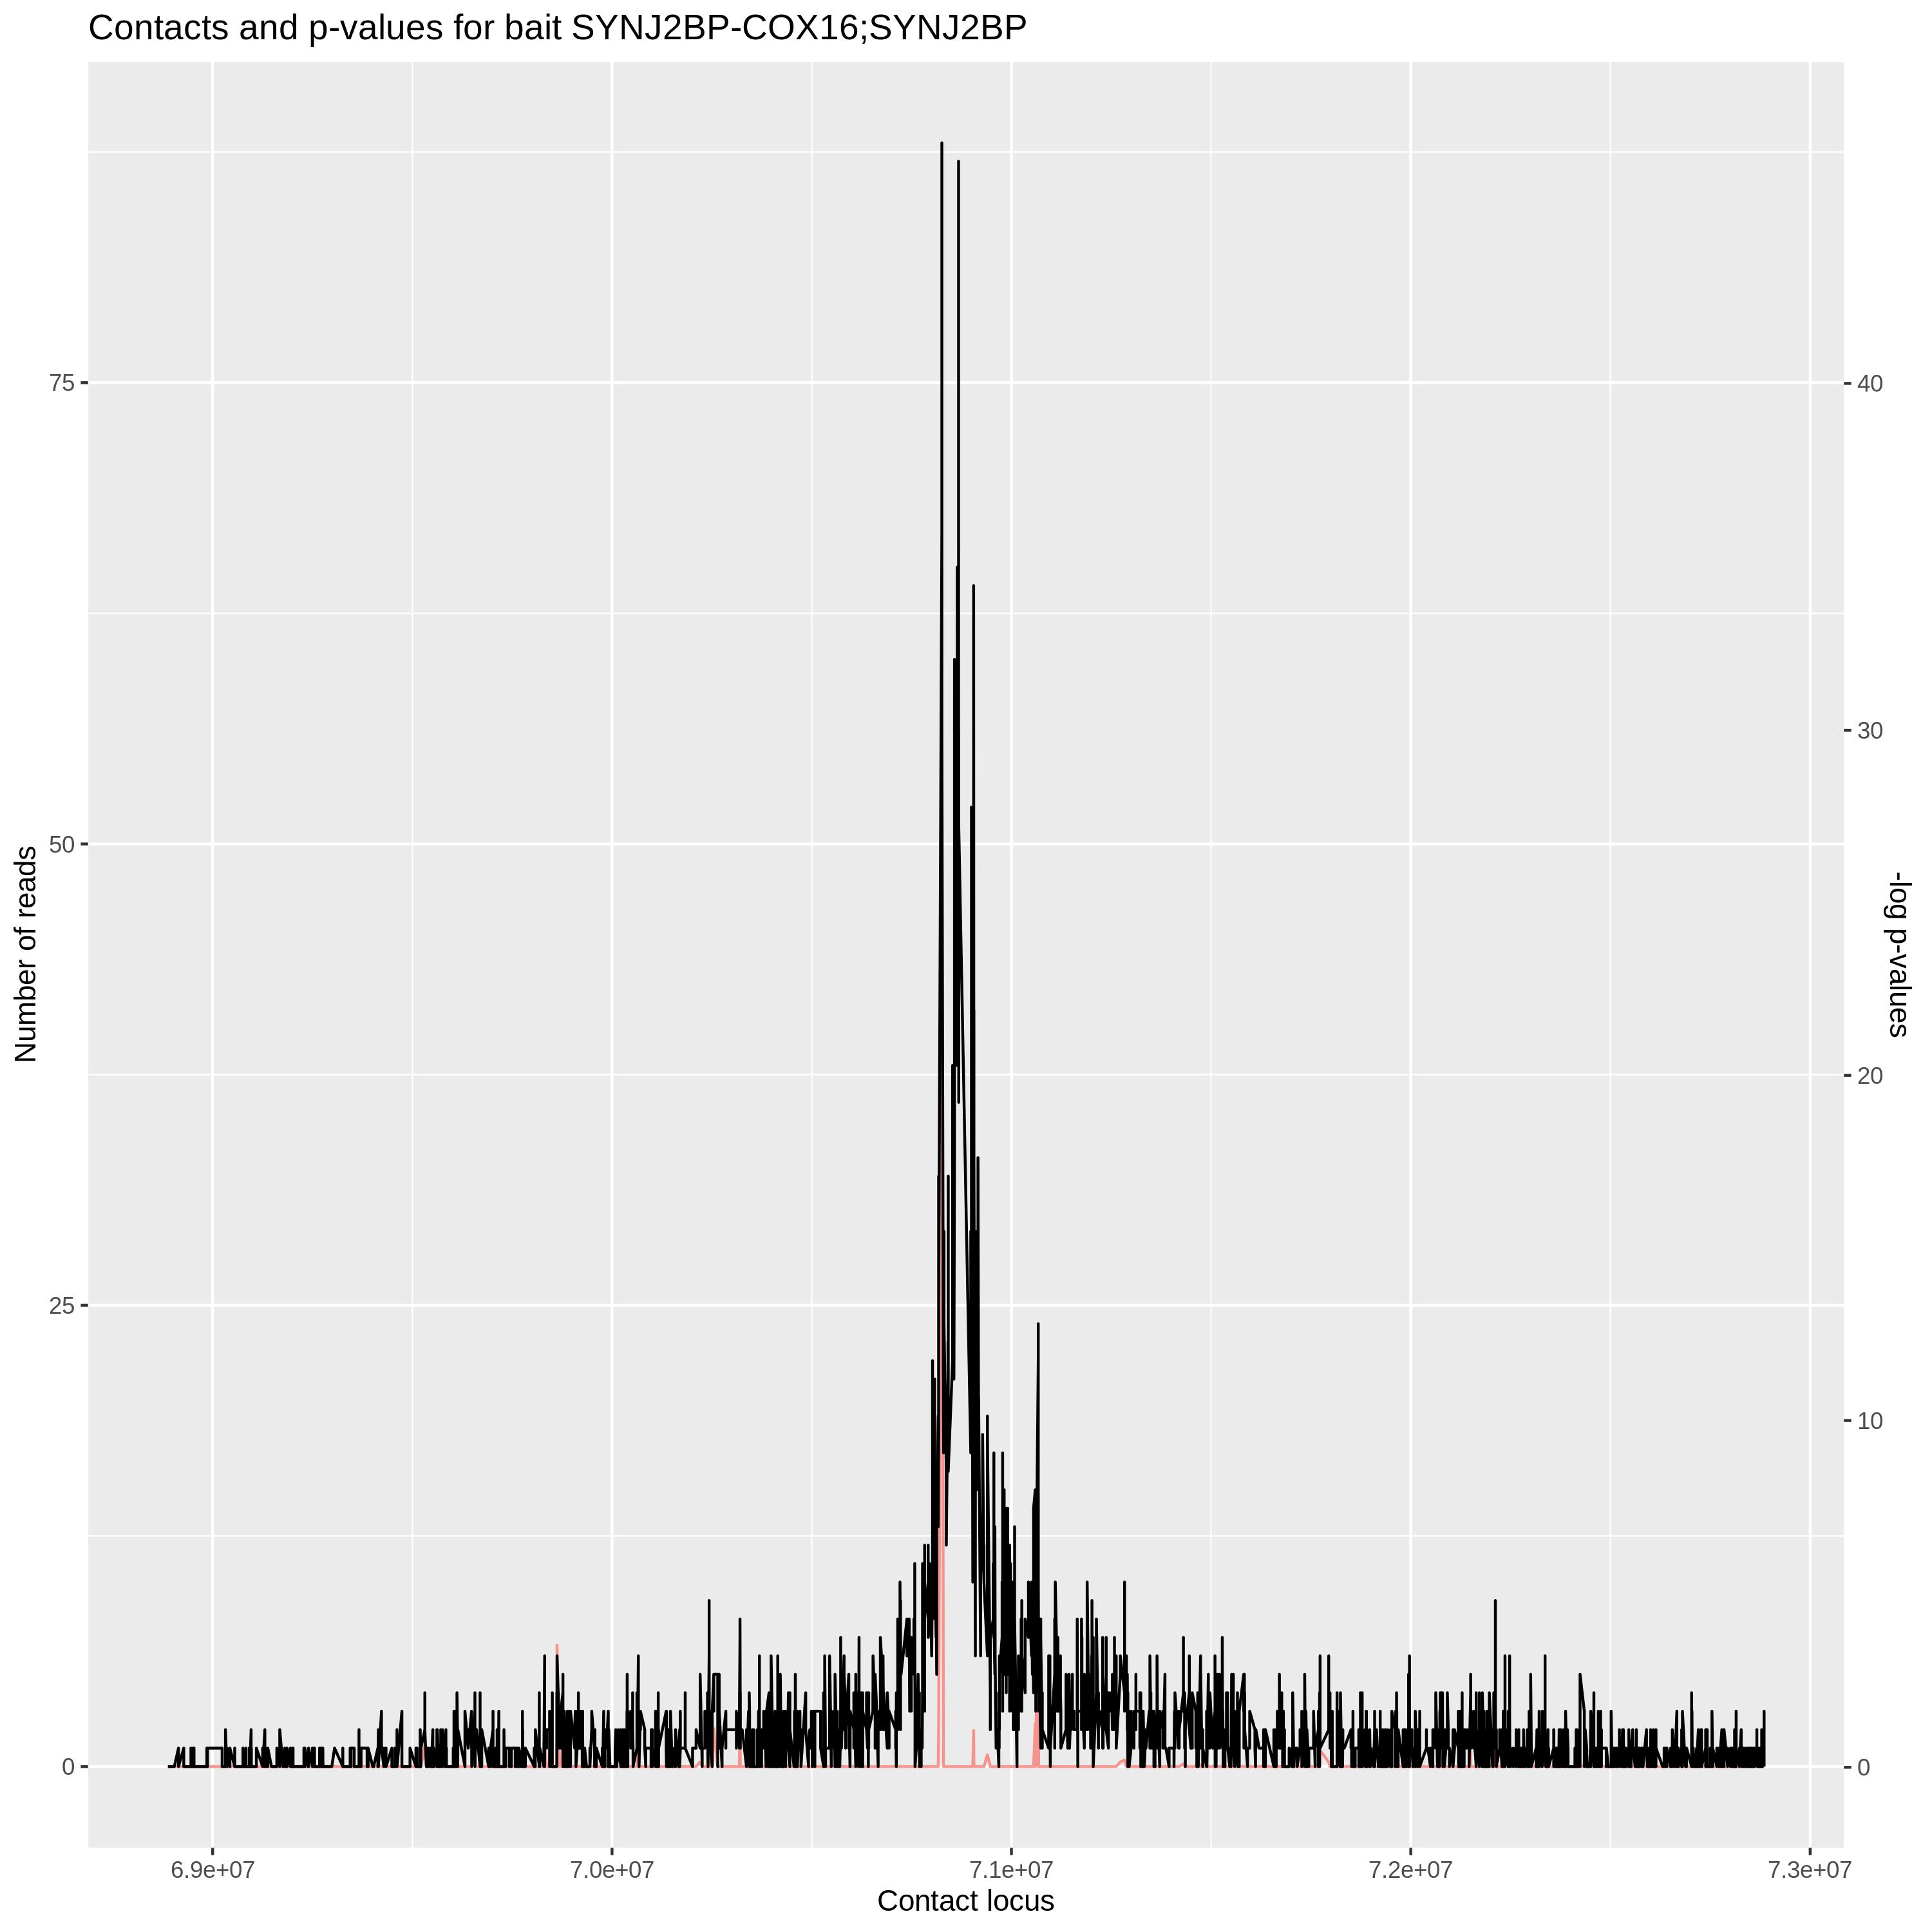 Contacts and p-values for bait SYNJ2BP-COX16;SYNJ2BP
75
50
25
0
40
30
20
10
0
Number of reads
-log p-values
6.9e+07
7.0e+07
7.1e+07
7.2e+07
7.3e+07
Contact locus